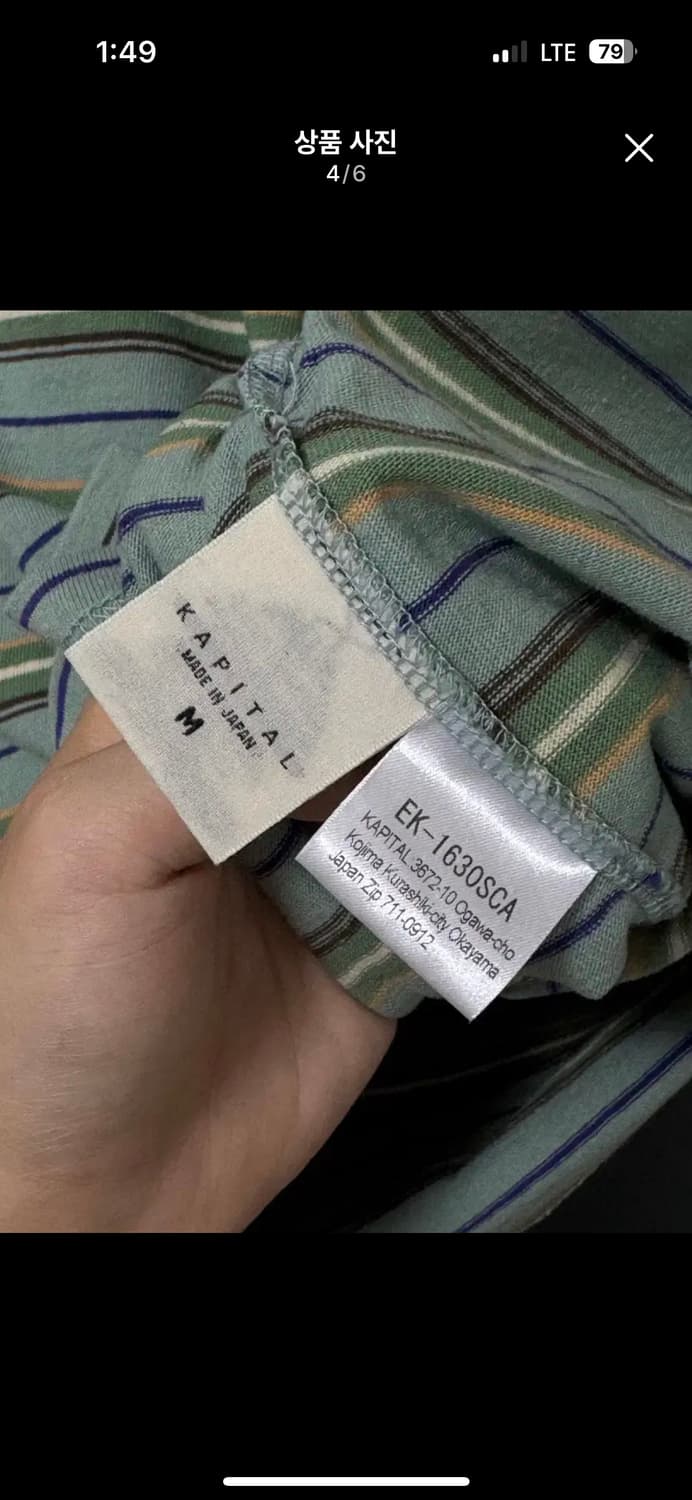 1:49
LTE
79
상품 사진
4/6
KAPITAL
MADE IN JAPAN
M
EK-1630SCA
KAPITAL 3672-10 Ogawa-cho
Kojima Kurashiki-city Okayama
Japan Zip 711-0912